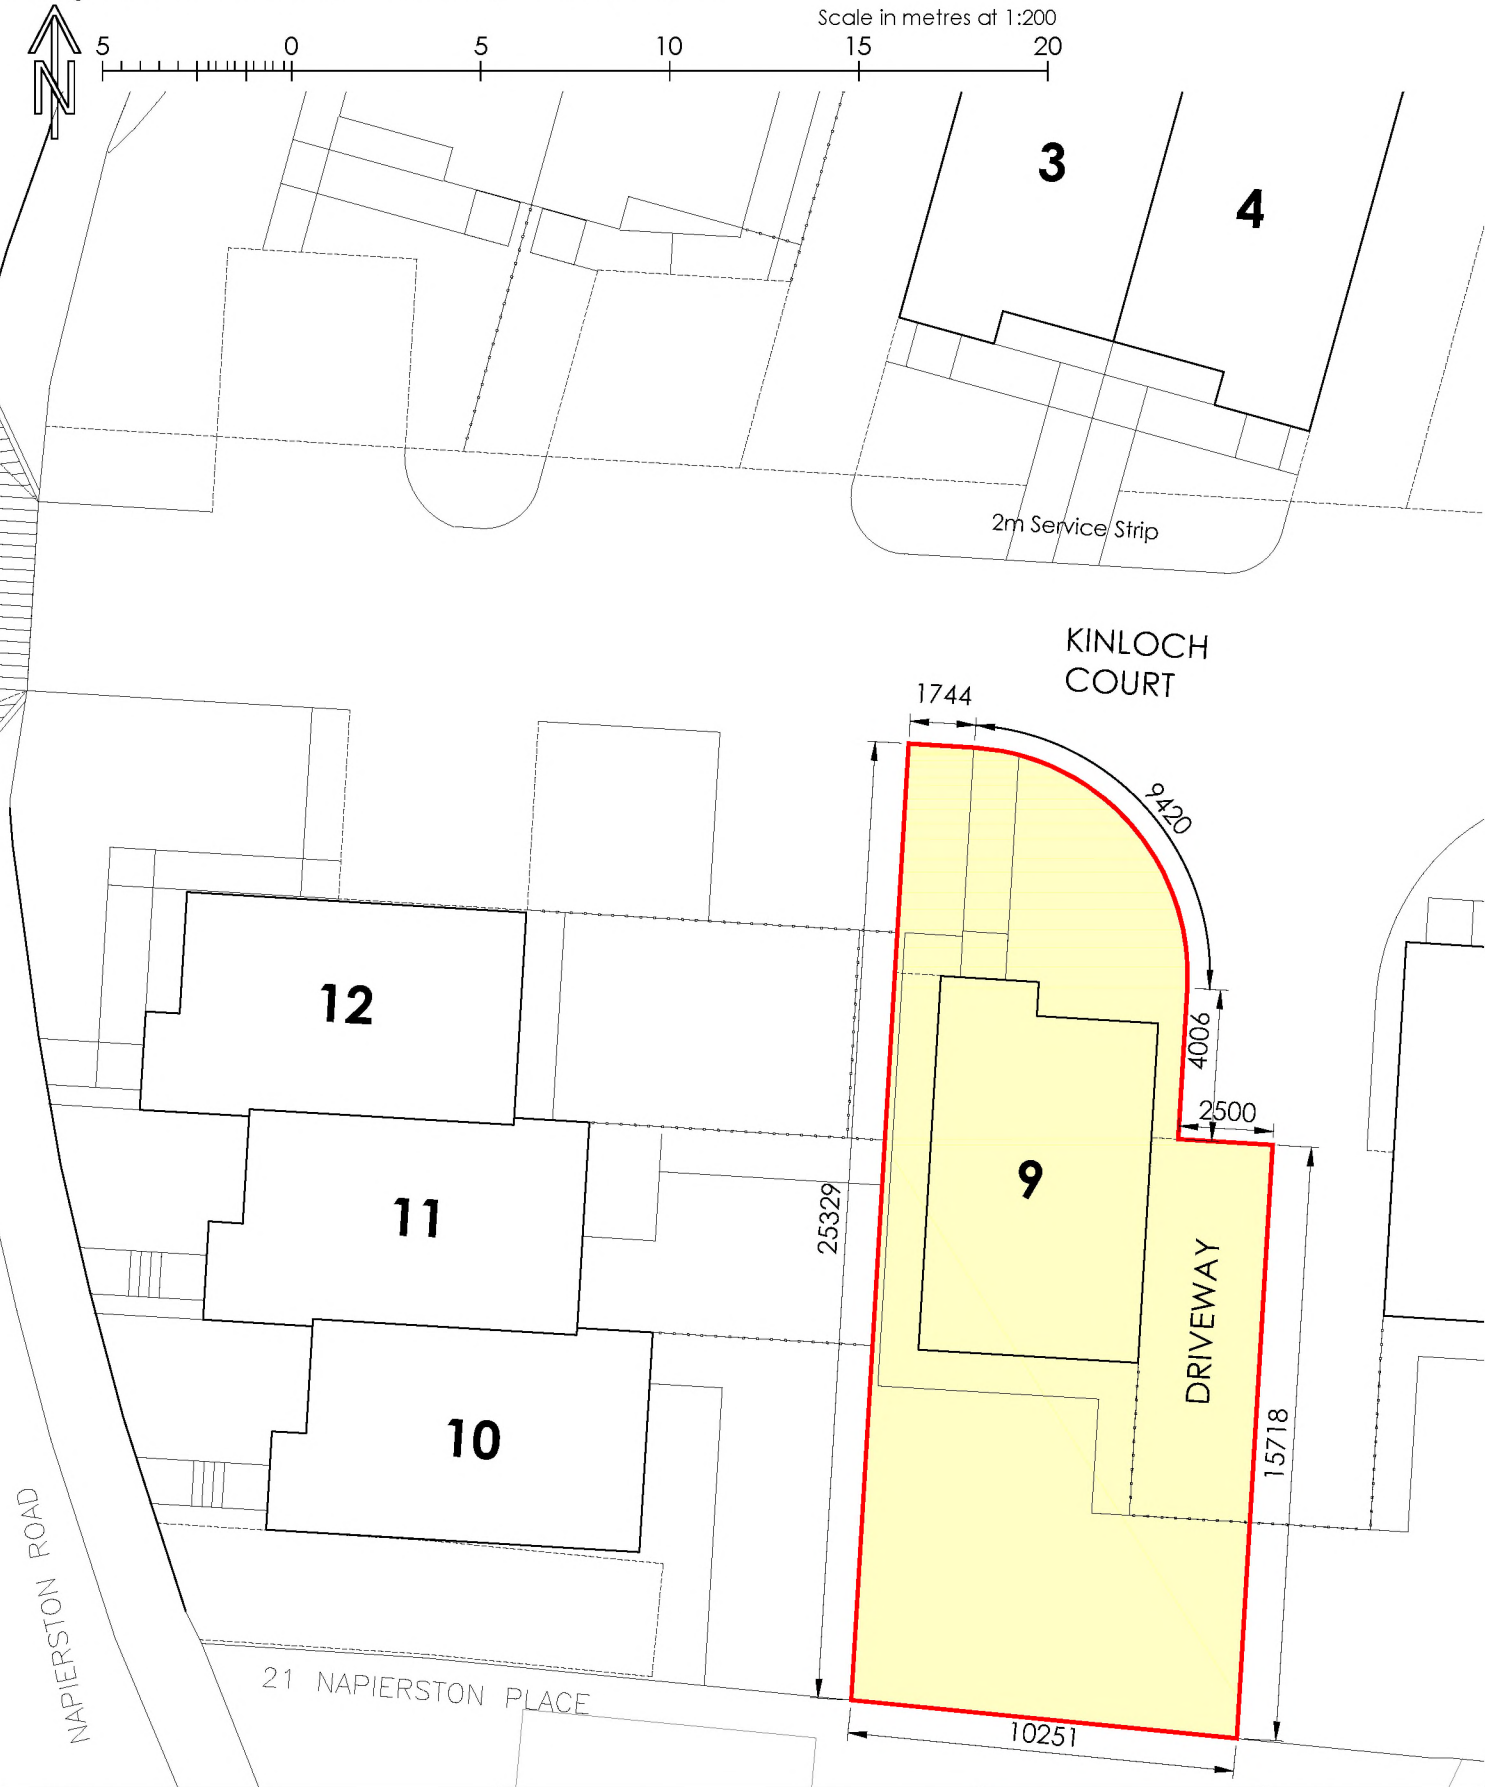 Scale in metres at 1:200
5 0 5 10 15 20
N
3
4
2m Service Strip
KINLOCH
COURT
1744
9420
12
4006
2500
11
9
25329
DRIVEWAY
10
15718
NAPIERSTON ROAD
21 NAPIERSTON PLACE
10251